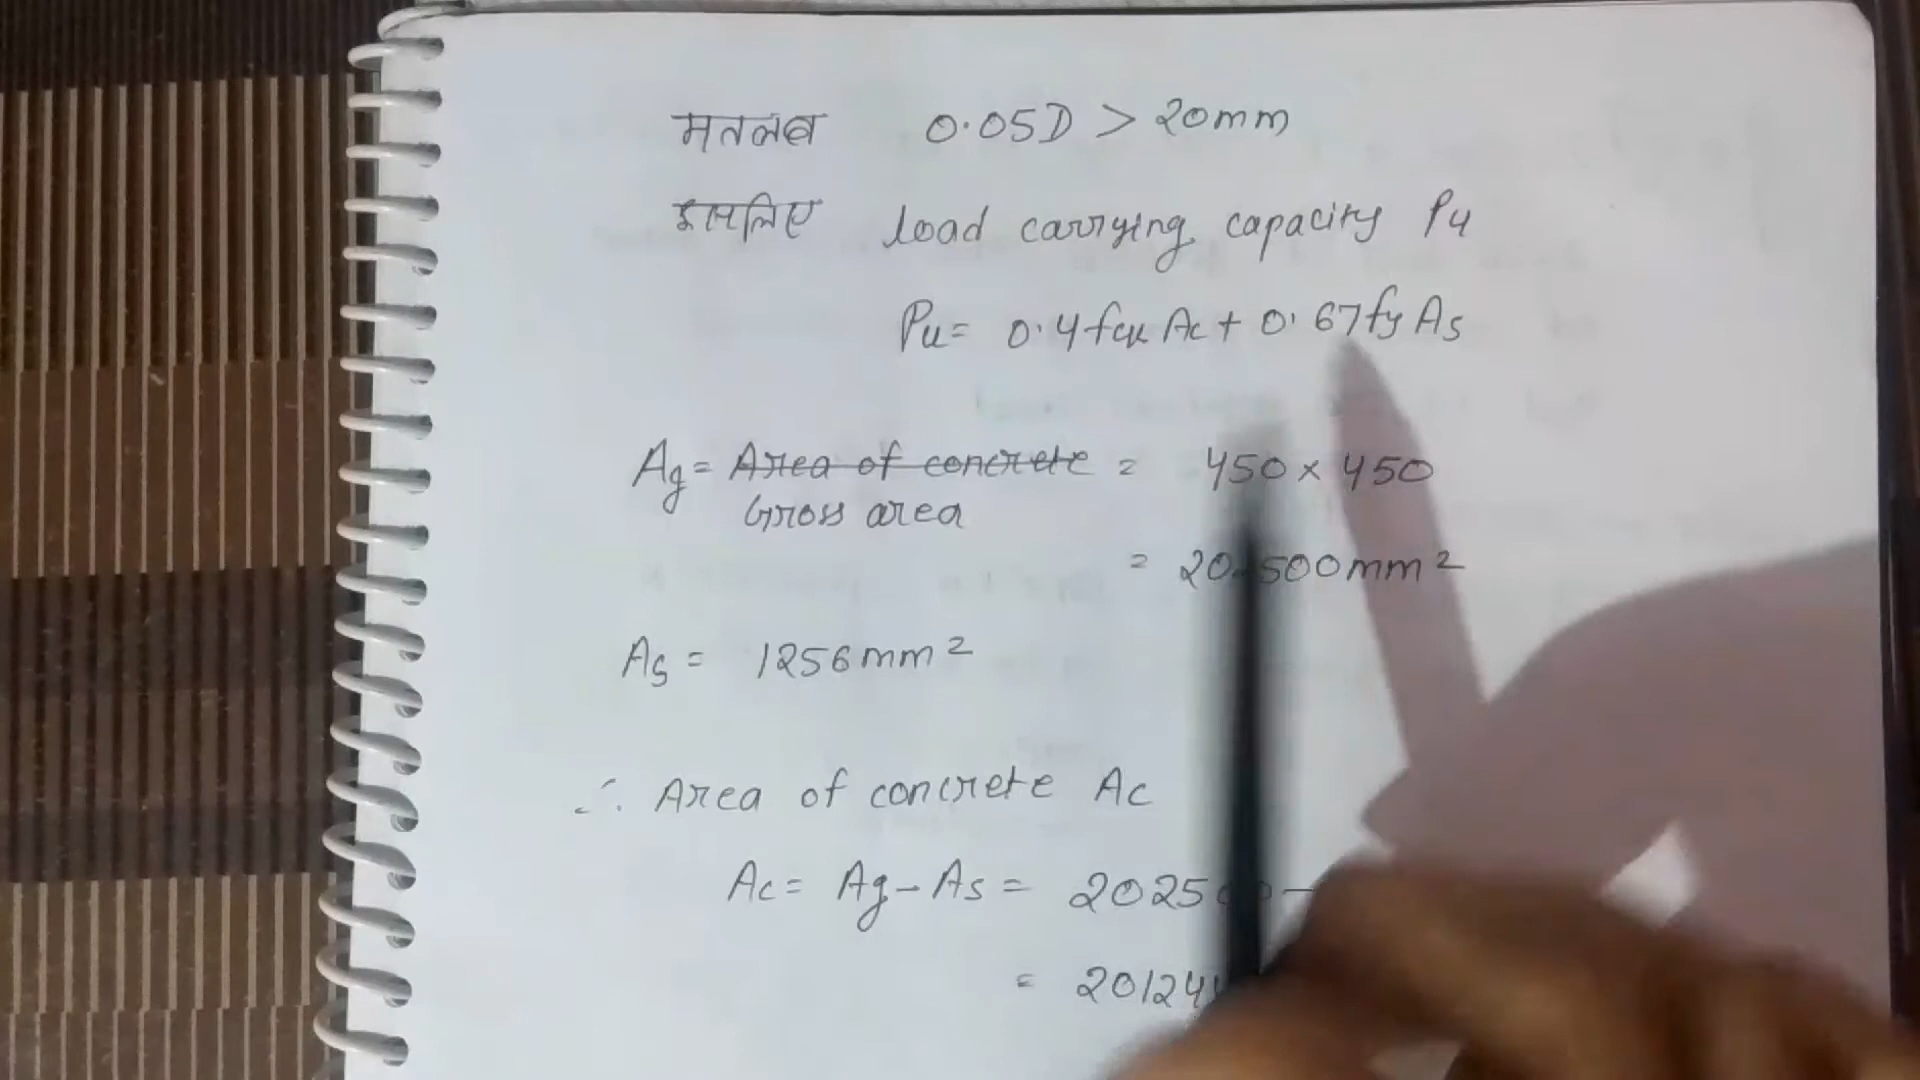 मतलब 0.05D > 20mm
इसलिए load carrying capacity Pu
Pu = 0.4fck Ac + 0.67fy As
Ag = Area of concrete = 450 × 450
Gross area
= 20 500mm²
As = 1256mm²
∴ Area of concrete Ac
Ac = Ag – As = 2025
= 20124